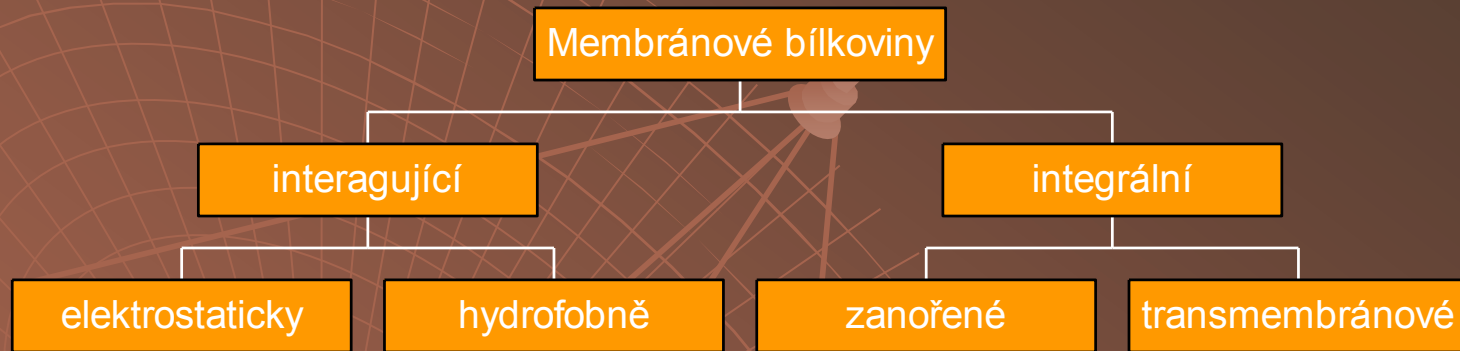 Membránové bílkoviny
interagující
integrální
elektrostaticky
hydrofobně
zanořené
transmembránové